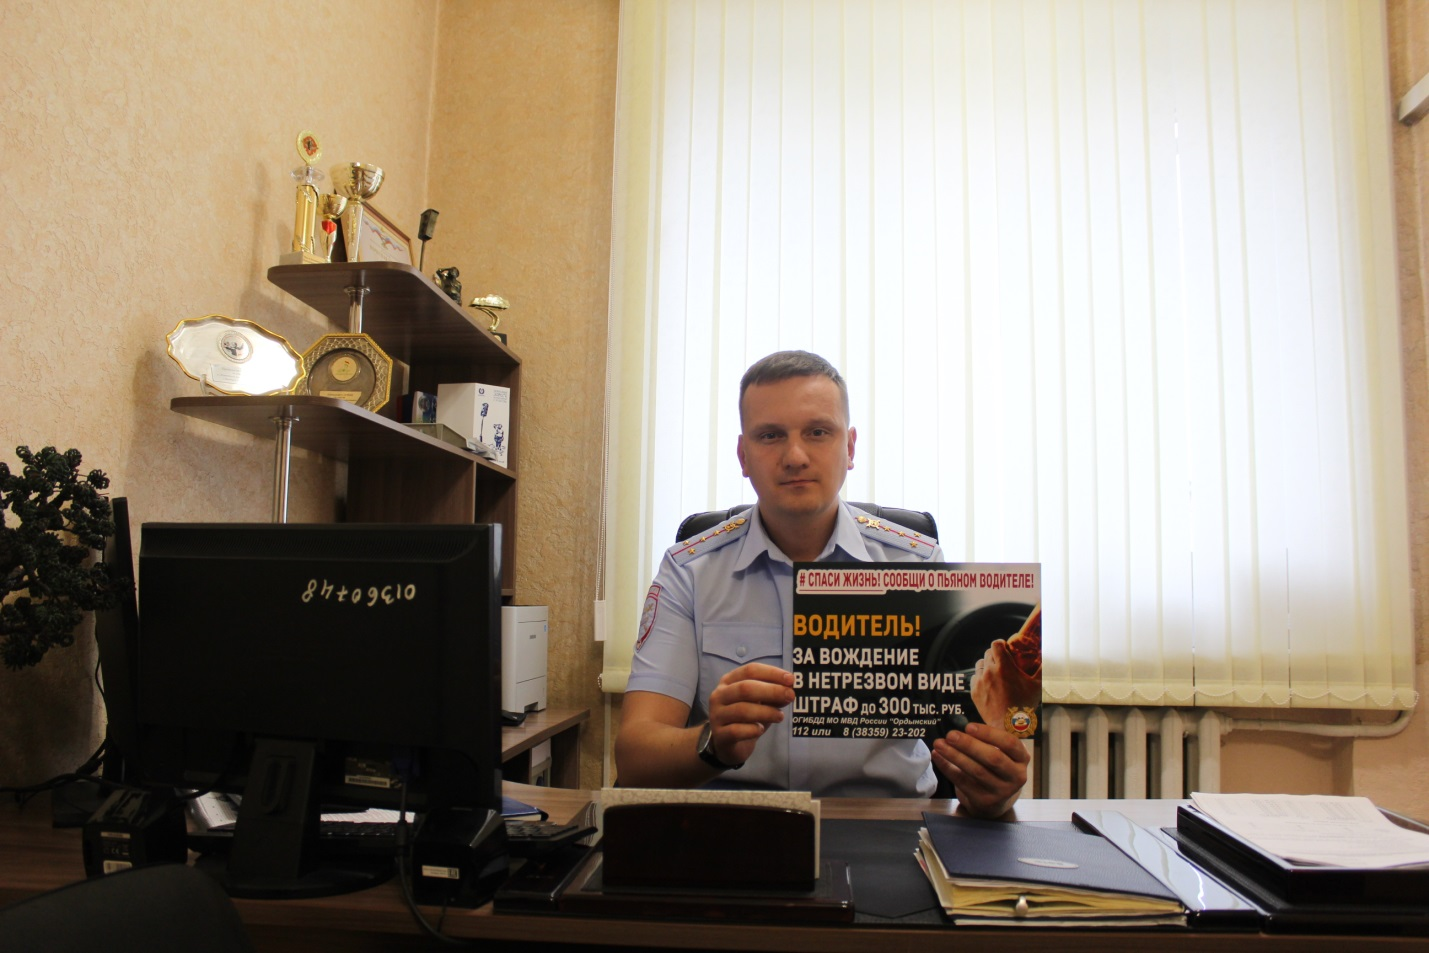 # СПАСИ ЖИЗНЬ! СООБЩИ О ПЬЯНОМ ВОДИТЕЛЕ!
ВОДИТЕЛЬ!
ЗА ВОЖДЕНИЕ
В НЕТРЕЗВОМ ВИДЕ
ШТРАФ ДО 300 ТЫС. РУБ.
ОГИБДД МО МВД России "Ордынский"
112 или 8 (38359) 23-202
01360748